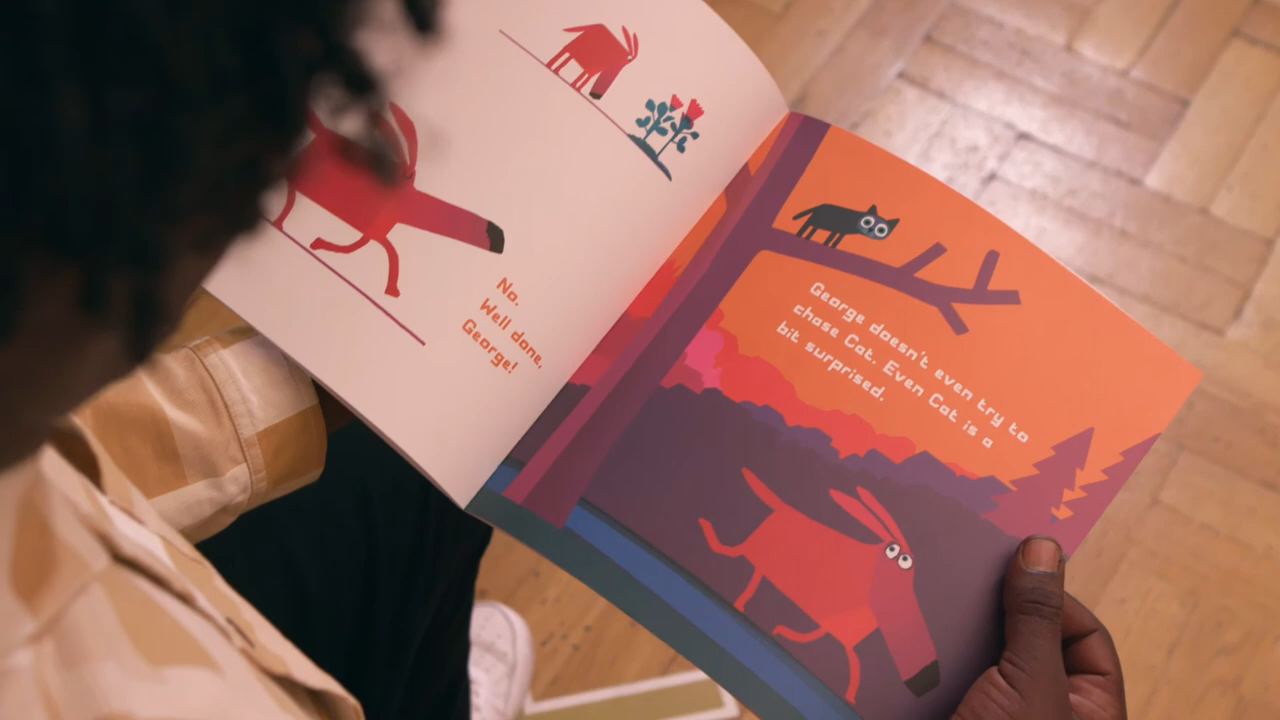 No.
Well done,
George!
George doesn't even try to
chase Cat. Even Cat is a
bit surprised.